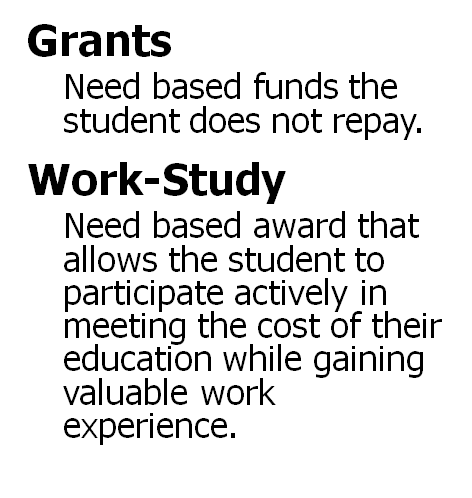 Grants
Need based funds the
student does not repay.
Work-Study
Need based award that
allows the student to
participate actively in
meeting the cost of their
education while gaining
valuable work
experience.